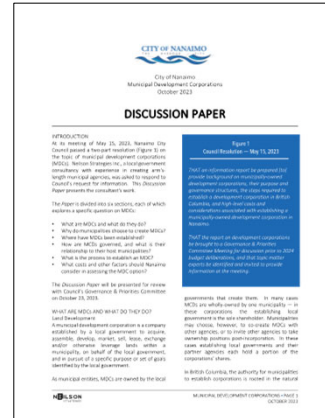 CITY OF NANAIMO
City of Nanaimo
Municipal Development Corporations
October 2023
DISCUSSION PAPER
INTRODUCTION
At its meeting of May 15, 2023, Nanaimo City
Council passed a two-part resolution (Figure 1) on
the topic of municipal development corporations
(MDCs). Neilson Strategies Inc., a local government
consultancy with experience in creating arm's-
length municipal agencies, was asked to respond to
Council's request for information. This Discussion
Paper presents the consultant's work.
The Paper is divided into six sections, each of which
explores a specific question on MDCs:
• What are MDCs and what do they do?
• Why do municipalities choose to create MDCs?
• Where have MDCs been established?
• How are MDCs governed, and what is their
relationship to their host municipalities?
• What is the process to establish an MDC?
• What costs and other factors should Nanaimo
consider in assessing the MDC option?
The Discussion Paper will be presented for review
with Council's Governance & Priorities Committee
on October 23, 2023.
WHAT ARE MDCS AND WHAT DO THEY DO?
Land Development
A municipal development corporation is a company
established by a local government to acquire,
assemble, develop, market, sell, lease, exchange
and/or otherwise leverage lands within a
municipality, on behalf of the local government,
and in pursuit of a specific purpose or set of goals
identified by the local government.
As municipal entities, MDCs are owned by the local
Figure 1
Council Resolution — May 15, 2023
THAT an information report be prepared [to]
provide background on municipally-owned
development corporations, their purpose and
governance structures, the steps required to
establish a development corporation in British
Columbia, and high-level costs and
considerations associated with establishing a
municipally-owned development corporation in
Nanaimo.
THAT the report on development corporations
be brought to a Governance & Priorities
Committee Meeting for discussion prior to 2024
budget deliberations, and that topic matter
experts be identified and invited to provide
information at the meeting.
governments that create them. In many cases
MDCs are wholly-owned by one municipality — in
these corporations the establishing local
government is the sole shareholder. Municipalities
may choose, however, to co-create MDCs with
other agencies, or to invite other agencies to take
ownership positions post-incorporation. In these
cases establishing local governments and their
partner agencies each hold a portion of the
corporations' shares.
In British Columbia, the authority for municipalities
to establish corporations is rooted in the natural
NEILSON
STRATEGIES
MUNICIPAL DEVELOPMENT CORPORATIONS • PAGE 1
OCTOBER 2023